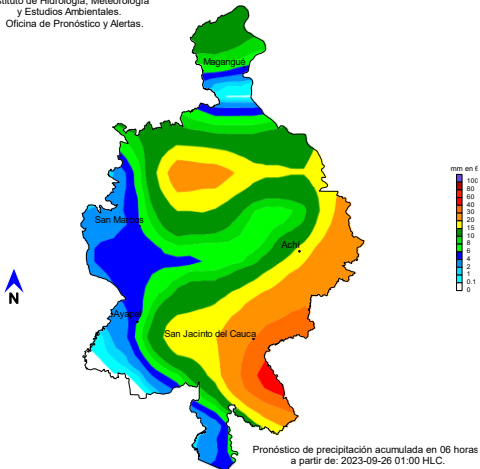 y Estudios Ambientales.
Oficina de Pronóstico y Alertas.
Magangué
mm en
100
80
60
40
30
20
15
10
8
6
4
2
1
0.1
0
San Marcos
Achí
N
Ayapel
San Jacinto del Cauca
Pronóstico de precipitación acumulada en 06 horas
a partir de: 2023-09-26 01:00 HLC.